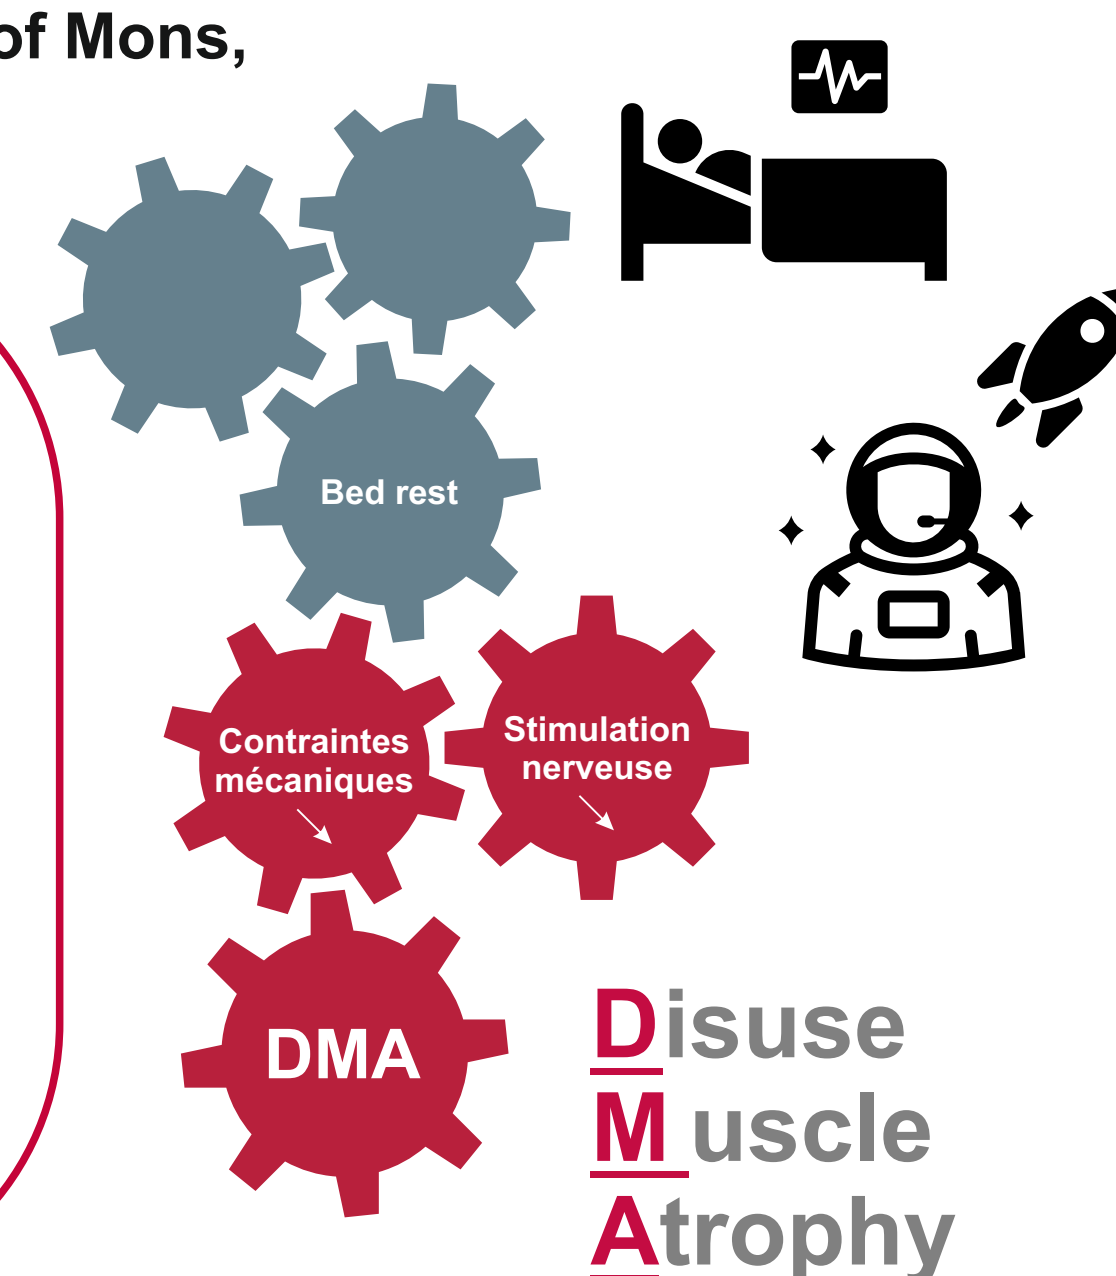 of Mons,
Bed rest
Contraintes
mécaniques
Stimulation
nerveuse
DMA
Disuse
Muscle
Atrophy